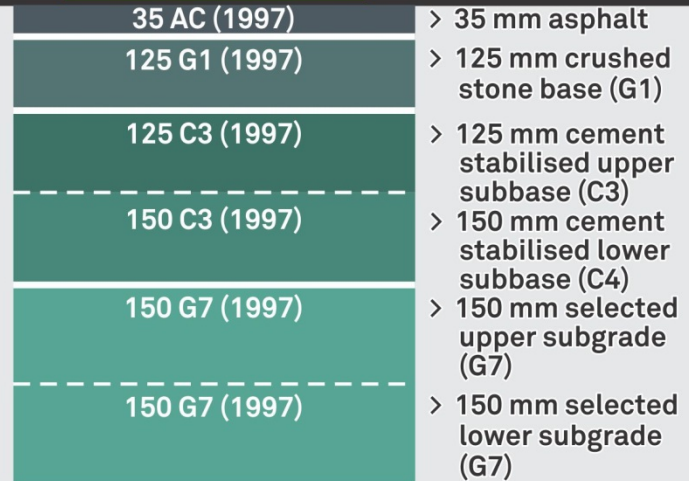 35 AC (1997)
> 35 mm asphalt
125 G1 (1997)
> 125 mm crushed
stone base (G1)
125 C3 (1997)
> 125 mm cement
stabilised upper
subbase (C3)
150 C3 (1997)
> 150 mm cement
stabilised lower
subbase (C4)
150 G7 (1997)
> 150 mm selected
upper subgrade
(G7)
150 G7 (1997)
> 150 mm selected
lower subgrade
(G7)